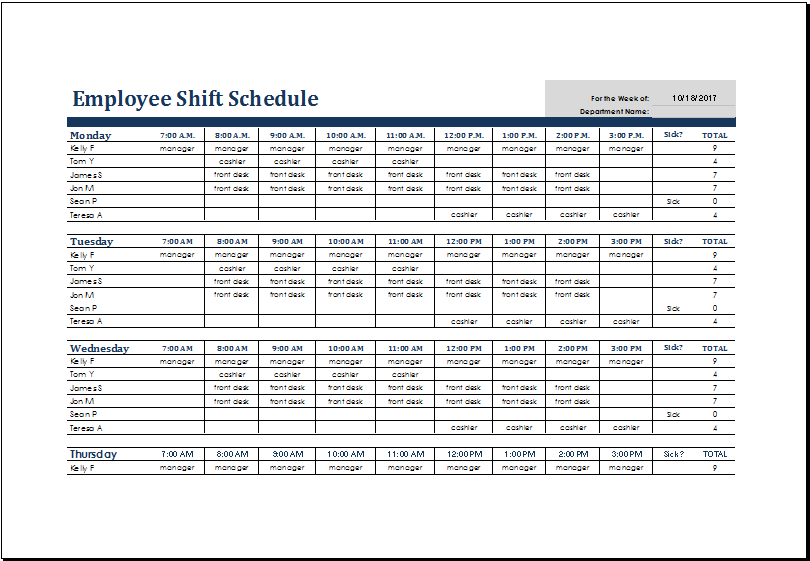 Employee Shift Schedule
For the Week of: 10/18/2017
Department Name:
Monday 7:00 A.M. 8:00 A.M. 9:00 A.M. 10:00 A.M. 11:00 A.M. 12:00 P.M. 1:00 P.M. 2:00 P.M. 3:00 P.M. Sick? TOTAL
Kelly F manager manager manager manager manager manager manager manager manager 9
Tom Y cashier cashier cashier cashier 4
James S front desk front desk front desk front desk front desk front desk front desk 7
Jon M front desk front desk front desk front desk front desk front desk front desk 7
Sean P Sick 0
Teresa A cashier cashier cashier cashier 4
Tuesday 7:00 AM 8:00 AM 9:00 AM 10:00 AM 11:00 AM 12:00 PM 1:00 PM 2:00 PM 3:00 PM Sick? TOTAL
Kelly F manager manager manager manager manager manager manager manager manager 9
Tom Y cashier cashier cashier cashier 4
James S front desk front desk front desk front desk front desk front desk front desk 7
Jon M front desk front desk front desk front desk front desk front desk front desk 7
Sean P Sick 0
Teresa A cashier cashier cashier cashier 4
Wednesday 7:00 AM 8:00 AM 9:00 AM 10:00 AM 11:00 AM 12:00 PM 1:00 PM 2:00 PM 3:00 PM Sick? TOTAL
Kelly F manager manager manager manager manager manager manager manager manager 9
Tom Y cashier cashier cashier cashier 4
James S front desk front desk front desk front desk front desk front desk front desk 7
Jon M front desk front desk front desk front desk front desk front desk front desk 7
Sean P Sick 0
Teresa A cashier cashier cashier cashier 4
Thursday 7:00 AM 8:00 AM 9:00 AM 10:00 AM 11:00 AM 12:00 PM 1:00 PM 2:00 PM 3:00 PM Sick? TOTAL
Kelly F manager manager manager manager manager manager manager manager manager 9